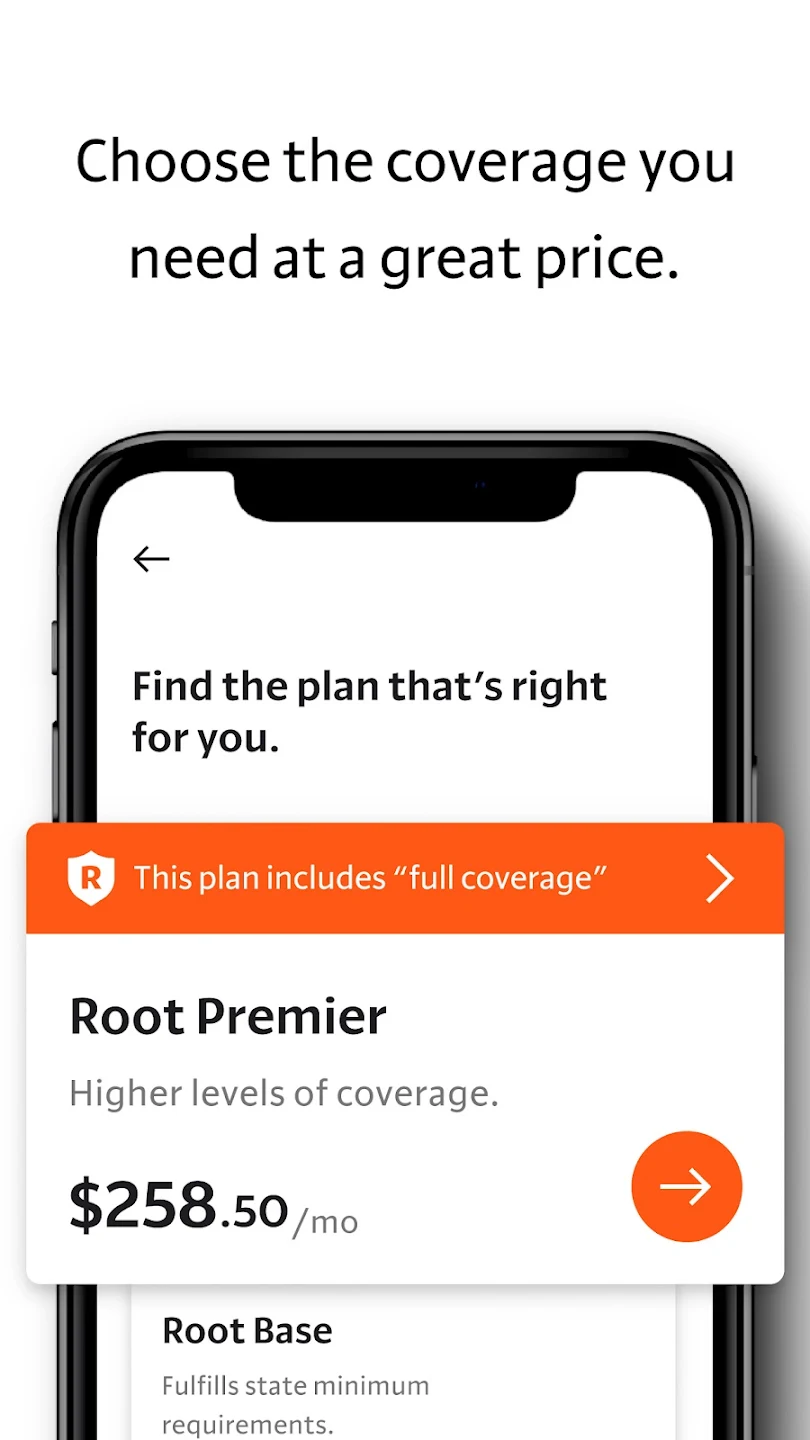 Choose the coverage you
need at a great price.
Find the plan that’s right
for you.
R
This plan includes “full coverage”
Root Premier
Higher levels of coverage.
$258.50/mo
Root Base
Fulfills state minimum
requirements.